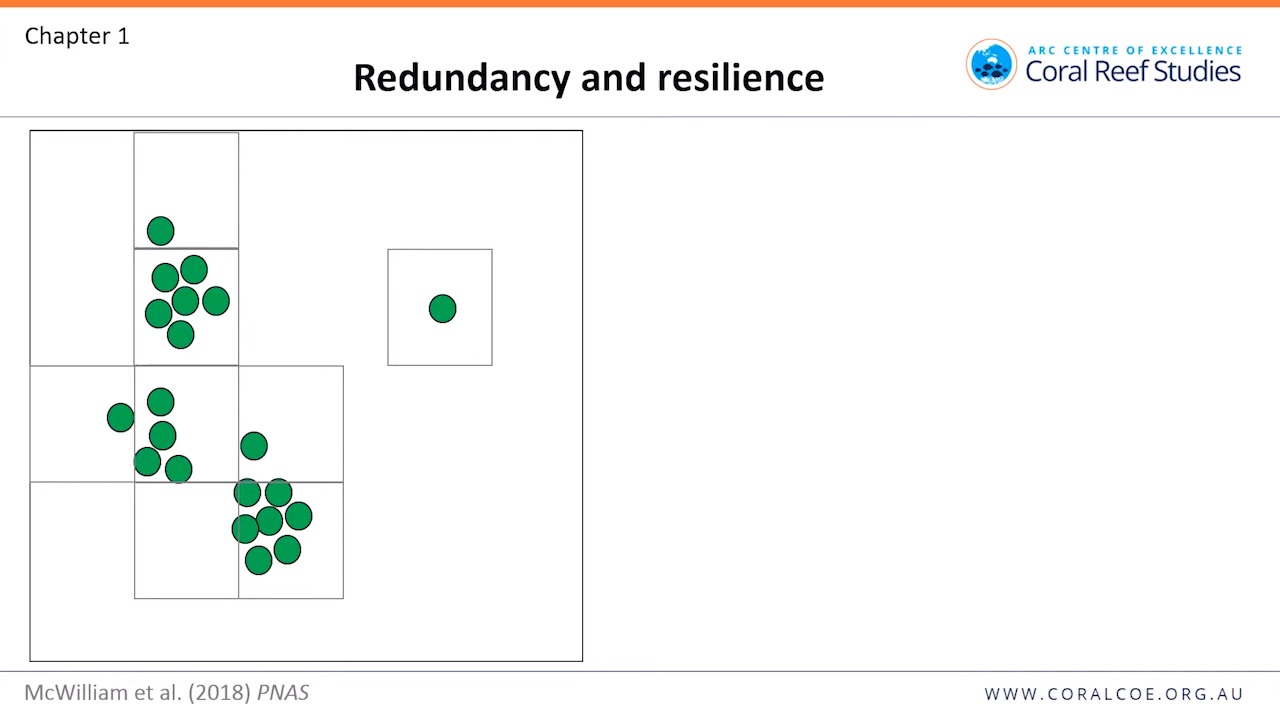 Chapter 1
Redundancy and resilience
ARC CENTRE OF EXCELLENCE
Coral Reef Studies
McWilliam et al. (2018) PNAS
WWW.CORALCOE.ORG.AU